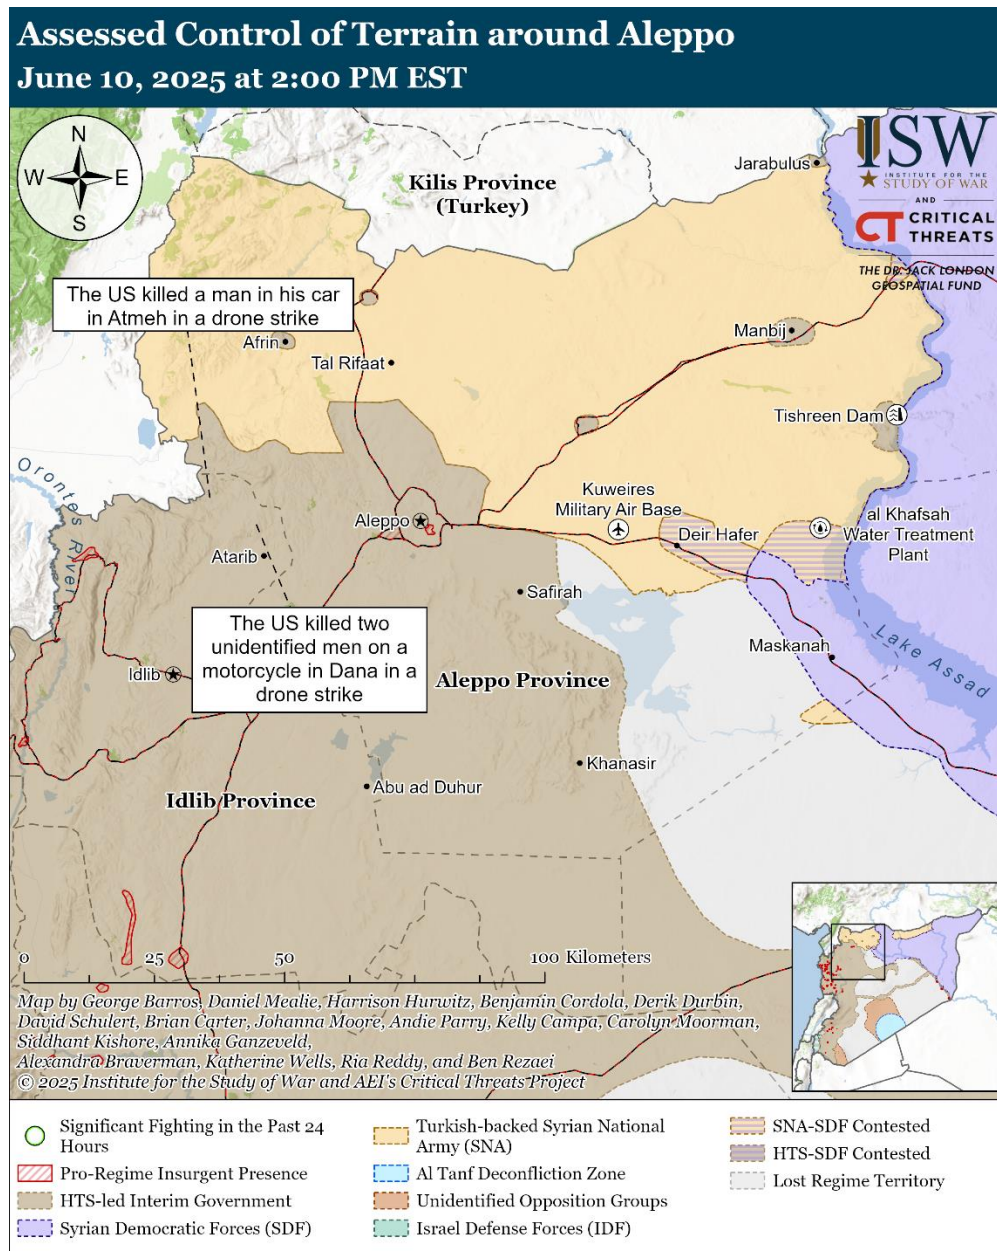 Assessed Control of Terrain around Aleppo
June 10, 2025 at 2:00 PM EST
N
W
E
S
ISW
INSTITUTE FOR THE
STUDY OF WAR
AND
CT CRITICAL
THREATS
THE DR. JACK LONDON
GEOSPATIAL FUND
Kilis Province
(Turkey)
Jarabulus
The US killed a man in his car
in Atmeh in a drone strike
Afrin
Tal Rifaat
Manbij
Tishreen Dam
Orontes River
Kuweires
Military Air Base
Aleppo
Deir Hafer
al Khafsah
Water Treatment
Plant
Atarib
Safirah
The US killed two
unidentified men on a
motorcycle in Dana in a
drone strike
Maskanah
Lake Assad
Idlib
Aleppo Province
Khanasir
Idlib Province
Abu ad Duhur
0 25 50 100 Kilometers
Map by George Barros, Daniel Mealie, Harrison Hurwitz, Benjamin Cordola, Derik Durbin,
David Schulert, Brian Carter, Johanna Moore, Andie Parry, Kelly Campa, Carolyn Moorman,
Siddhant Kishore, Annika Ganzeveld,
Alexandra Braverman, Katherine Wells, Ria Reddy, and Ben Rezaei
© 2025 Institute for the Study of War and AEI's Critical Threats Project
Significant Fighting in the Past 24
Hours
Pro-Regime Insurgent Presence
HTS-led Interim Government
Syrian Democratic Forces (SDF)
Turkish-backed Syrian National
Army (SNA)
Al Tanf Deconfliction Zone
Unidentified Opposition Groups
Israel Defense Forces (IDF)
SNA-SDF Contested
HTS-SDF Contested
Lost Regime Territory